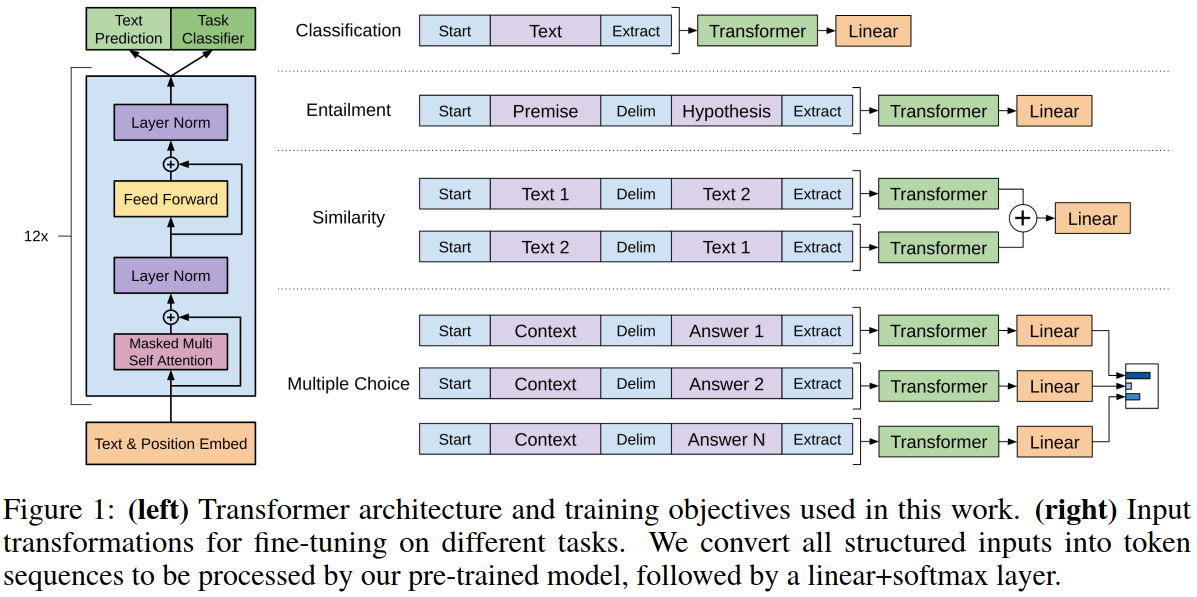 Text
Prediction
Task
Classifier
12x
Layer Norm
+
Feed Forward
Layer Norm
+
Masked Multi
Self Attention
Text & Position Embed
Classification
Start Text Extract Transformer Linear
Entailment
Start Premise Delim Hypothesis Extract Transformer Linear
Similarity
Start Text 1 Delim Text 2 Extract Transformer
+ Linear
Start Text 2 Delim Text 1 Extract Transformer
Multiple Choice
Start Context Delim Answer 1 Extract Transformer Linear
Start Context Delim Answer 2 Extract Transformer Linear
Start Context Delim Answer N Extract Transformer Linear
Figure 1: (left) Transformer architecture and training objectives used in this work. (right) Input
transformations for fine-tuning on different tasks. We convert all structured inputs into token
sequences to be processed by our pre-trained model, followed by a linear+softmax layer.